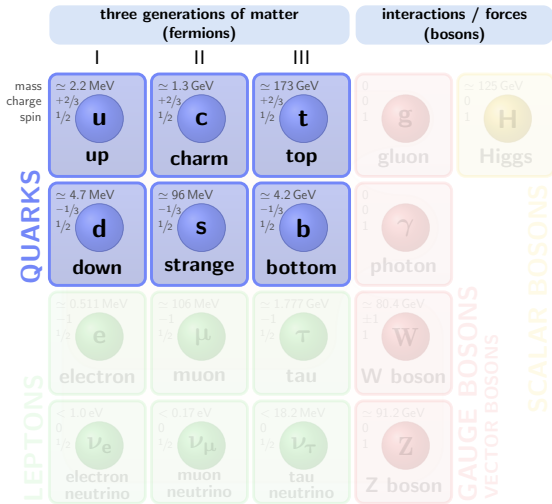 three generations of matter
(fermions)
interactions / forces
(bosons)
I II III
mass
charge
spin
≃ 2.2 MeV
+2/3
1/2
u
up
≃ 1.3 GeV
+2/3
1/2
c
charm
≃ 173 GeV
+2/3
1/2
t
top
0
0
1
g
gluon
≃ 125 GeV
0
0
H
Higgs
QUARKS
≃ 4.7 MeV
−1/3
1/2
d
down
≃ 96 MeV
−1/3
1/2
s
strange
≃ 4.2 GeV
−1/3
1/2
b
bottom
0
0
1
γ
photon
SCALAR BOSONS
LEPTONS
≃ 0.511 MeV
−1
1/2
e
electron
≃ 106 MeV
−1
1/2
μ
muon
≃ 1.777 GeV
−1
1/2
τ
tau
≃ 80.4 GeV
±1
1
W
W boson
GAUGE BOSONS
VECTOR BOSONS
< 1.0 eV
0
1/2
νe
electron
neutrino
< 0.17 eV
0
1/2
νμ
muon
neutrino
< 18.2 MeV
0
1/2
ντ
tau
neutrino
≃ 91.2 GeV
0
1
Z
Z boson